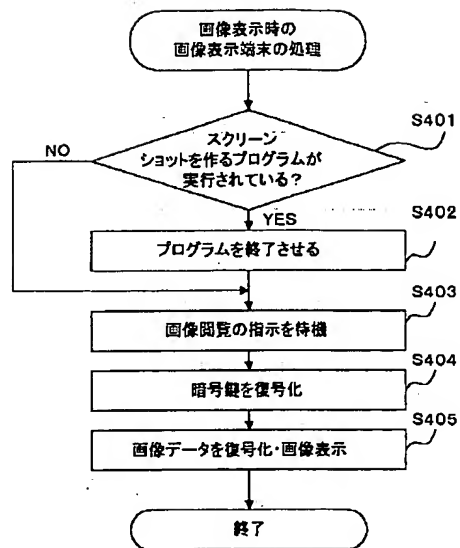 画像表示時の
画像表示端末の処理
S401
スクリーン
NO
ショットを作るプログラムが
実行されている？
YES
S402
プログラムを終了させる
S403
画像閲覧の指示を待機
S404
暗号鍵を復号化
S405
画像データを復号化・画像表示
終了